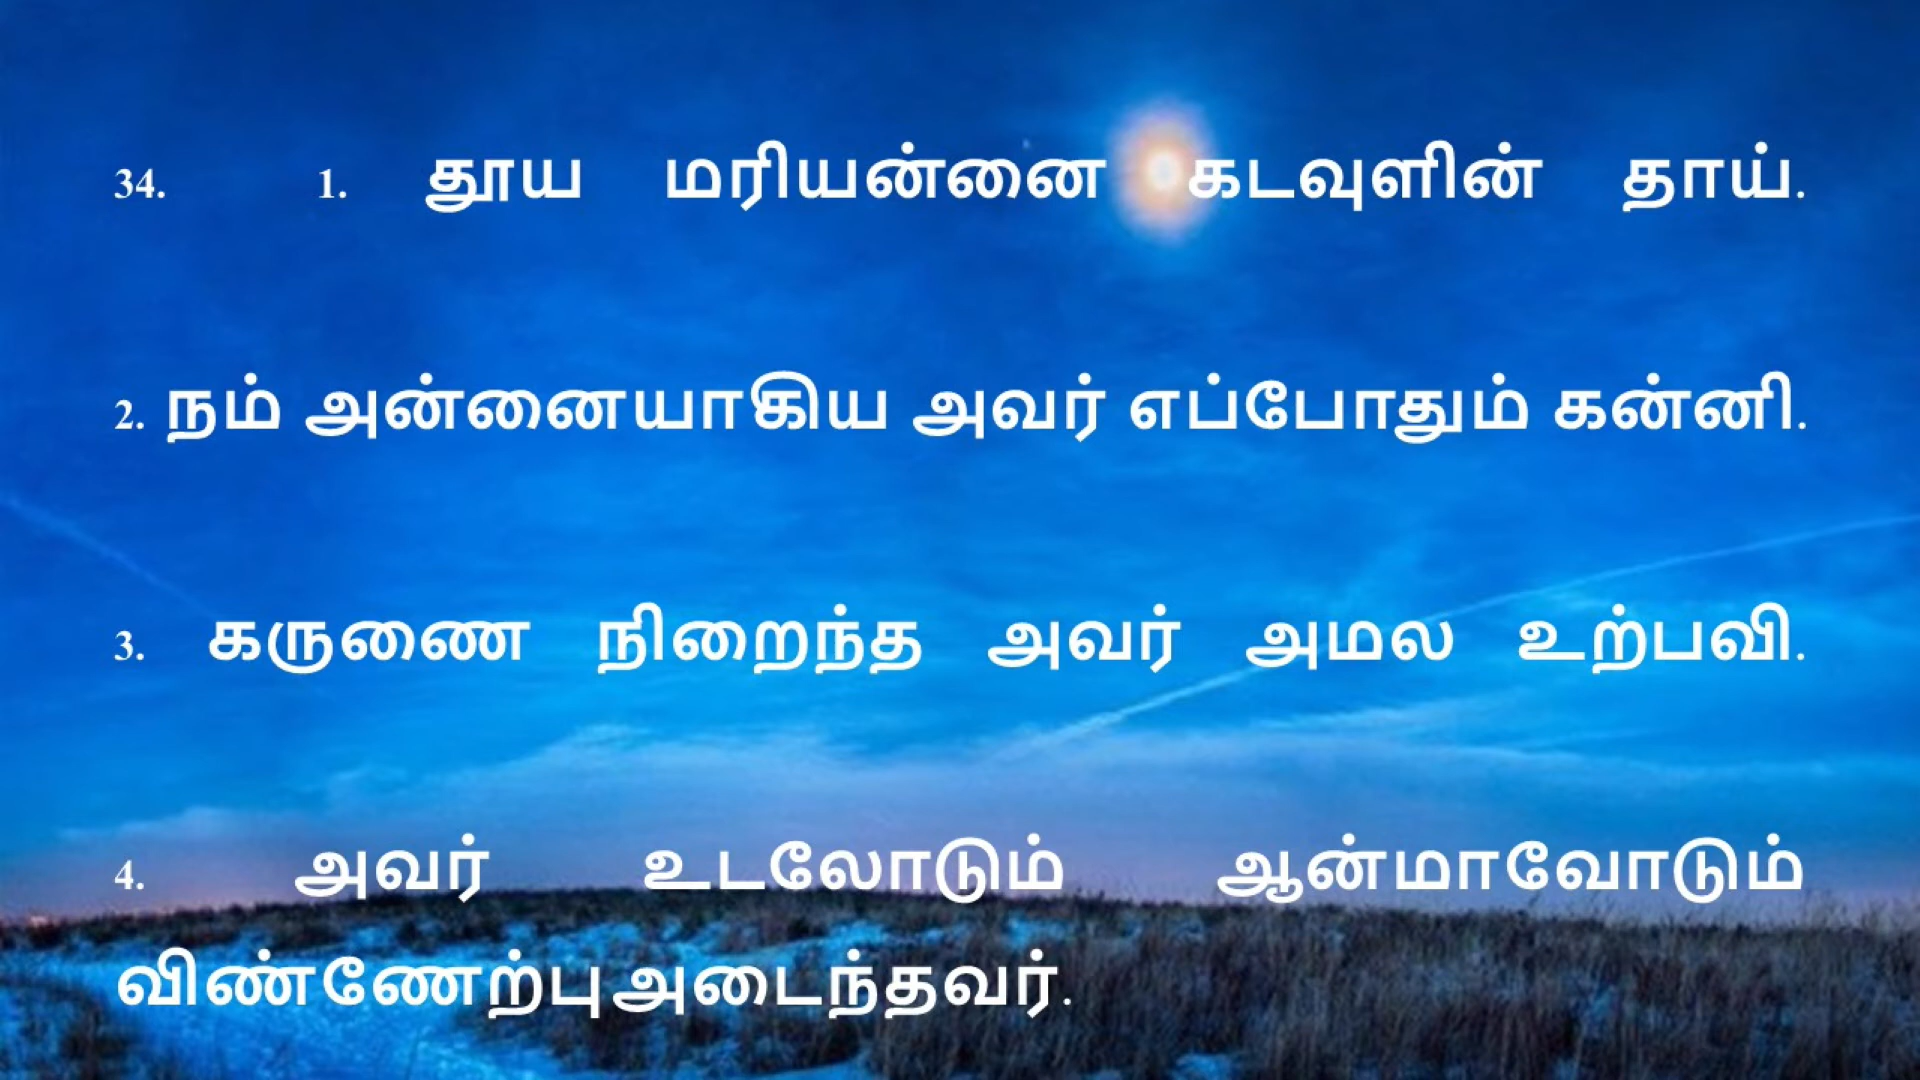 34. 1. தூய மரியன்னை கடவுளின் தாய்.
2. நம் அன்னையாகிய அவர் எப்போதும் கன்னி.
3. கருணை நிறைந்த அவர் அமல உற்பவி.
4. அவர் உடலோடும் ஆன்மாவோடும்
விண்ணேற்பு அடைந்தவர்.